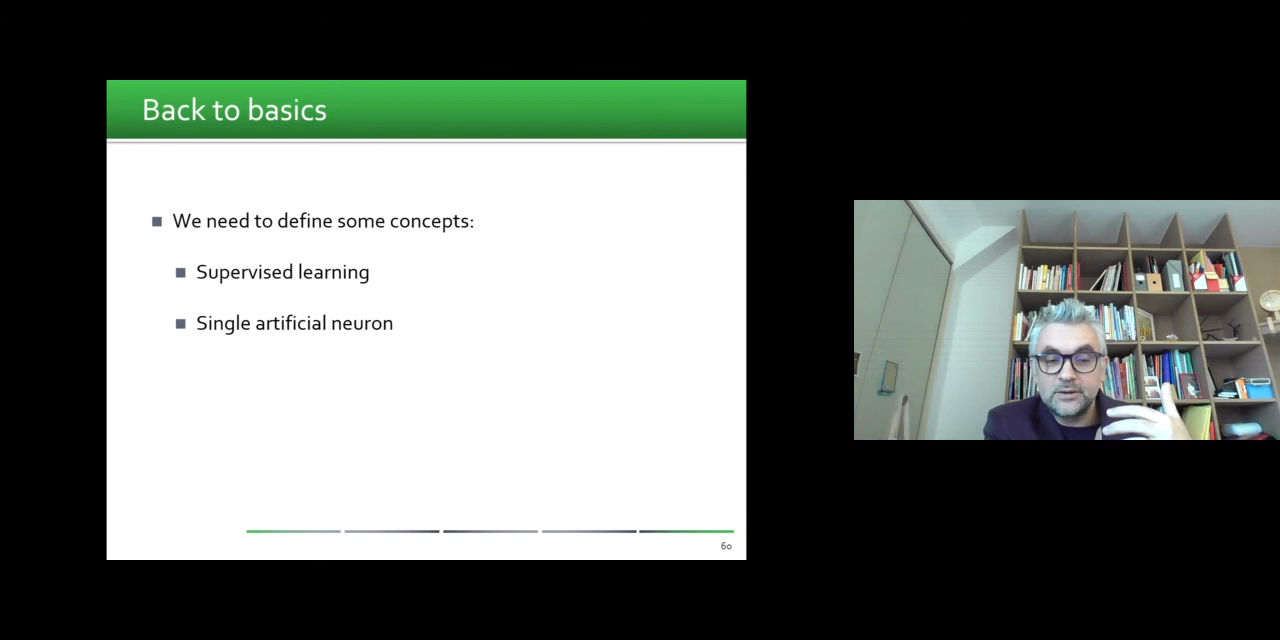 Back to basics
We need to define some concepts:
Supervised learning
Single artificial neuron
60